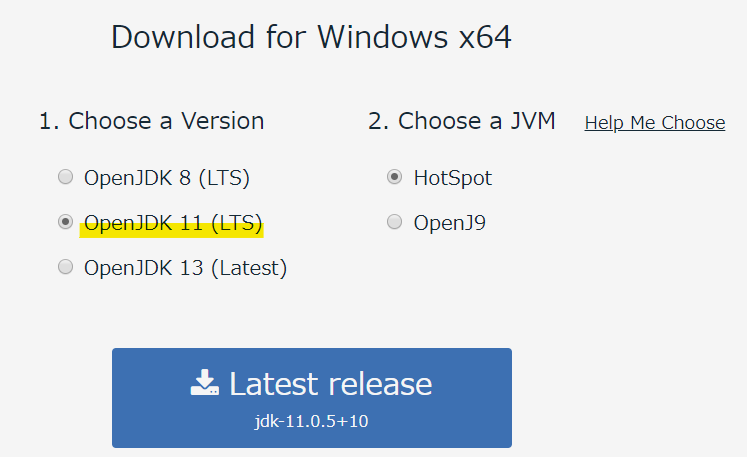 Download for Windows x64
1. Choose a Version
2. Choose a JVM
Help Me Choose
OpenJDK 8 (LTS)
HotSpot
OpenJDK 11 (LTS)
OpenJ9
OpenJDK 13 (Latest)
Latest release
jdk-11.0.5+10